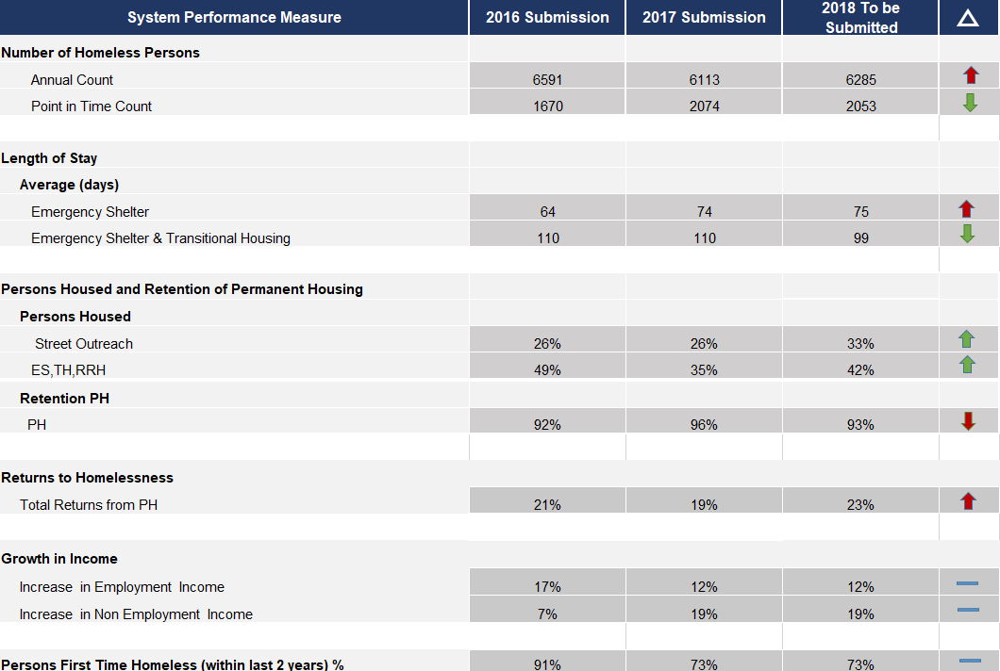 System Performance Measure 2016 Submission 2017 Submission 2018 To be Submitted △
Number of Homeless Persons
Annual Count 6591 6113 6285
Point in Time Count 1670 2074 2053
Length of Stay
Average (days)
Emergency Shelter 64 74 75
Emergency Shelter & Transitional Housing 110 110 99
Persons Housed and Retention of Permanent Housing
Persons Housed
Street Outreach 26% 26% 33%
ES,TH,RRH 49% 35% 42%
Retention PH
PH 92% 96% 93%
Returns to Homelessness
Total Returns from PH 21% 19% 23%
Growth in Income
Increase in Employment Income 17% 12% 12%
Increase in Non Employment Income 7% 19% 19%
Persons First Time Homeless (within last 2 years) % 91% 73% 73%